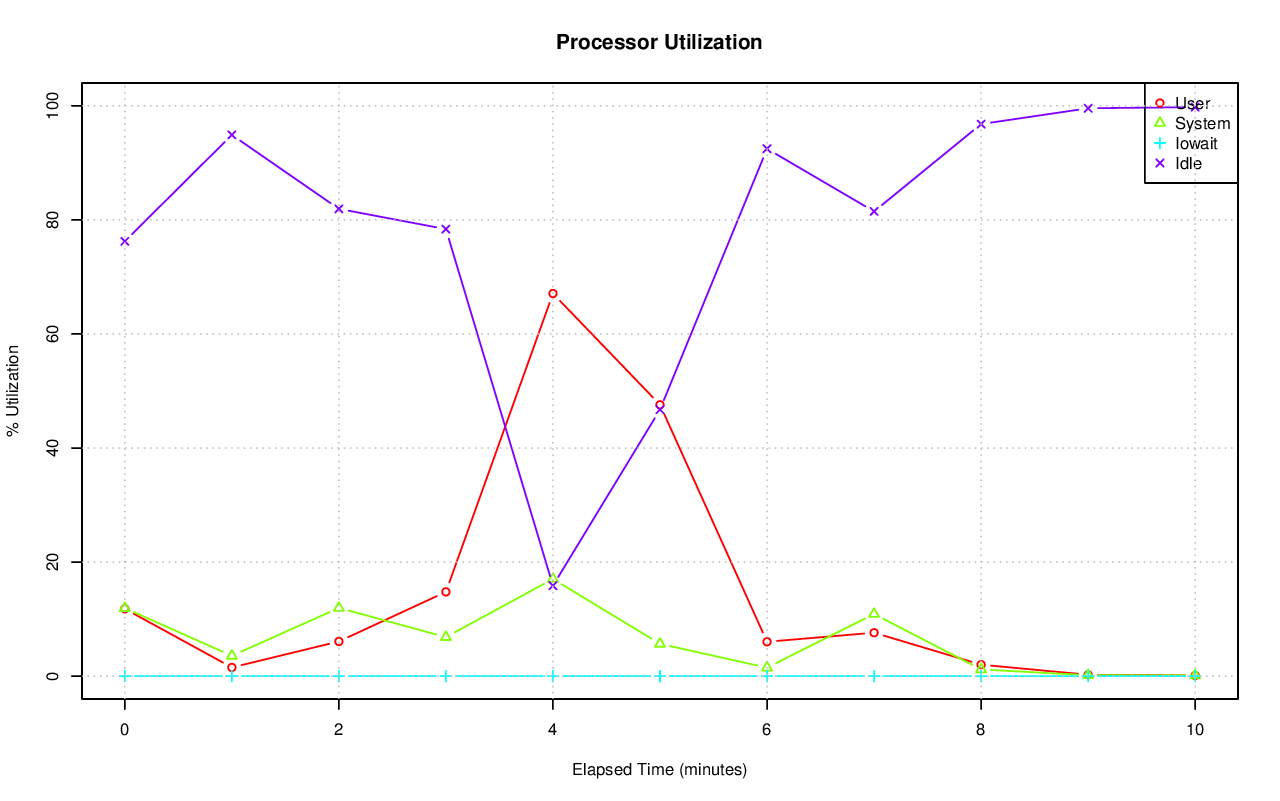 Processor Utilization
100
80
60
40
20
0
% Utilization
User
System
Iowait
Idle
0 2 4 6 8 10
Elapsed Time (minutes)